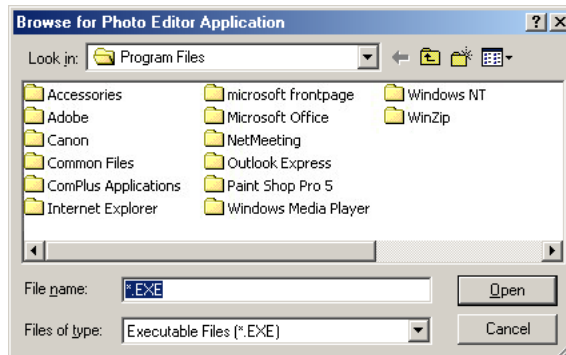 Browse for Photo Editor Application
Look in: Program Files
Accessories
Adobe
Canon
Common Files
ComPlus Applications
Internet Explorer
microsoft frontpage
Microsoft Office
NetMeeting
Outlook Express
Paint Shop Pro 5
Windows Media Player
Windows NT
WinZip
File name: *.EXE
Open
Files of type: Executable Files (*.EXE)
Cancel